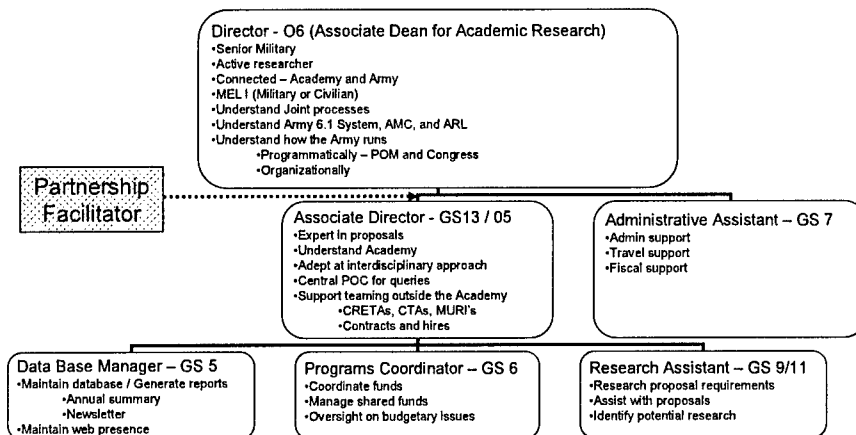 Director - O6 (Associate Dean for Academic Research)
•Senior Military
•Active researcher
•Connected – Academy and Army
•MEL I (Military or Civilian)
•Understand Joint processes
•Understand Army 6.1 System, AMC, and ARL
•Understand how the Army runs
•Programmatically – POM and Congress
•Organizationally
Partnership
Facilitator
Associate Director - GS13 / 05
•Expert in proposals
•Understand Academy
•Adept at interdisciplinary approach
•Central POC for queries
•Support teaming outside the Academy
•CRETAs, CTAs, MURI's
•Contracts and hires
Administrative Assistant – GS 7
•Admin support
•Travel support
•Fiscal support
Data Base Manager – GS 5
•Maintain database / Generate reports
•Annual summary
•Newsletter
•Maintain web presence
Programs Coordinator – GS 6
•Coordinate funds
•Manage shared funds
•Oversight on budgetary issues
Research Assistant – GS 9/11
•Research proposal requirements
•Assist with proposals
•Identify potential research